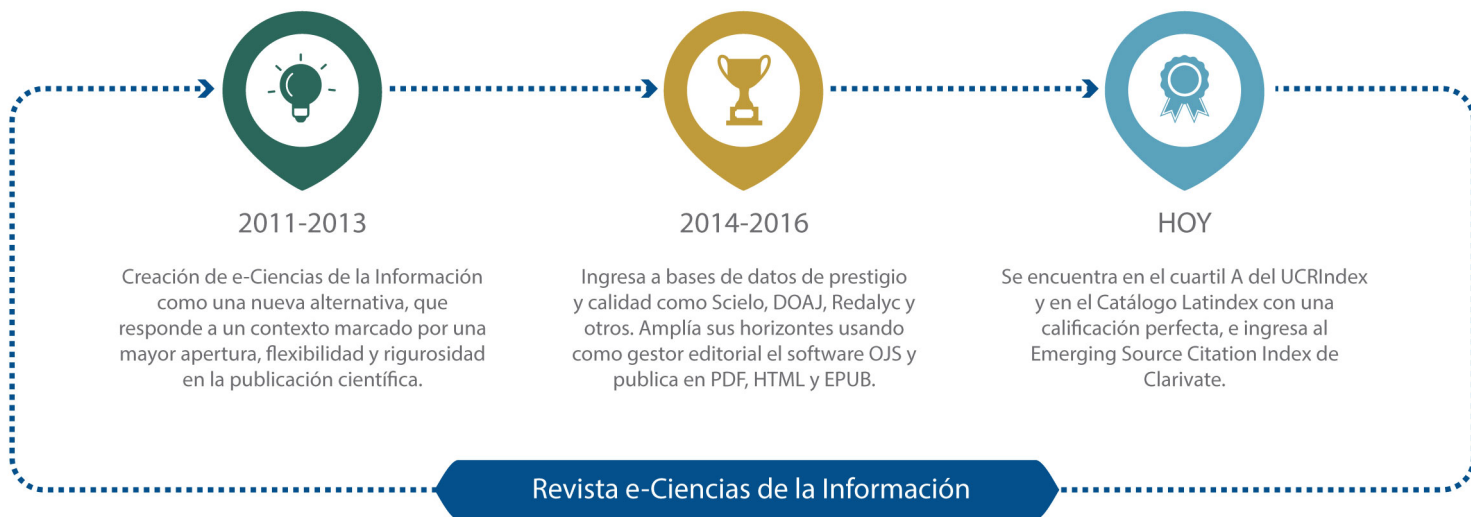 2011-2013
Creación de e-Ciencias de la Información
como una nueva alternativa, que
responde a un contexto marcado por una
mayor apertura, flexibilidad y rigurosidad
en la publicación científica.
2014-2016
Ingresa a bases de datos de prestigio
y calidad como Scielo, DOAJ, Redalyc y
otros. Amplía sus horizontes usando
como gestor editorial el software OJS y
publica en PDF, HTML y EPUB.
HOY
Se encuentra en el cuartil A del UCRIndex
y en el Catálogo Latindex con una
calificación perfecta, e ingresa al
Emerging Source Citation Index de
Clarivate.
Revista e-Ciencias de la Información